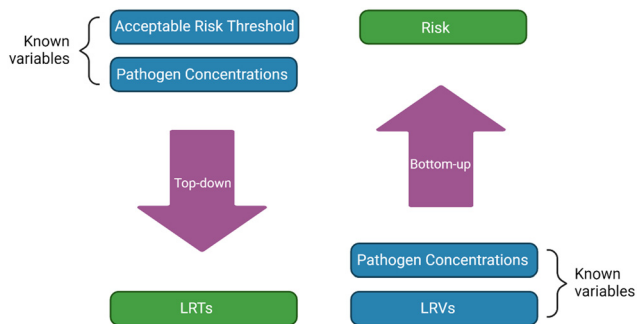 Known
variables
Acceptable Risk Threshold
Pathogen Concentrations
Top-down
LRTs
Risk
Bottom-up
Pathogen Concentrations
LRVs
Known
variables